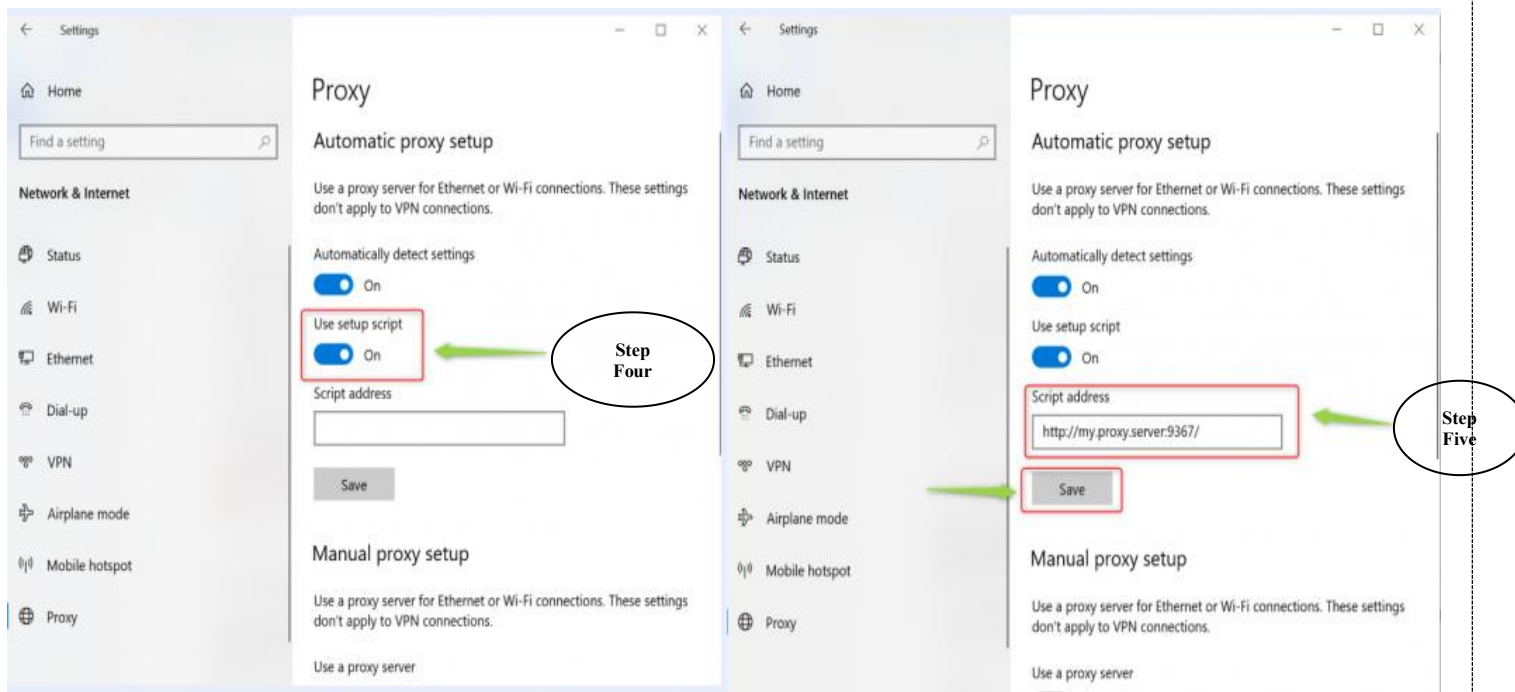 Settings
Home
Find a setting
Network & Internet
Status
Wi-Fi
Ethernet
Dial-up
VPN
Airplane mode
Mobile hotspot
Proxy
Proxy
Automatic proxy setup
Use a proxy server for Ethernet or Wi-Fi connections. These settings
don't apply to VPN connections.
Automatically detect settings
On
Use setup script
On
Script address
Save
Manual proxy setup
Use a proxy server for Ethernet or Wi-Fi connections. These settings
don't apply to VPN connections.
Use a proxy server
Step
Four
Settings
Home
Find a setting
Network & Internet
Status
Wi-Fi
Ethernet
Dial-up
VPN
Airplane mode
Mobile hotspot
Proxy
Proxy
Automatic proxy setup
Use a proxy server for Ethernet or Wi-Fi connections. These settings
don't apply to VPN connections.
Automatically detect settings
On
Use setup script
On
Script address
http://my.proxy.server:9367/
Save
Manual proxy setup
Use a proxy server for Ethernet or Wi-Fi connections. These settings
don't apply to VPN connections.
Use a proxy server
Step
Five